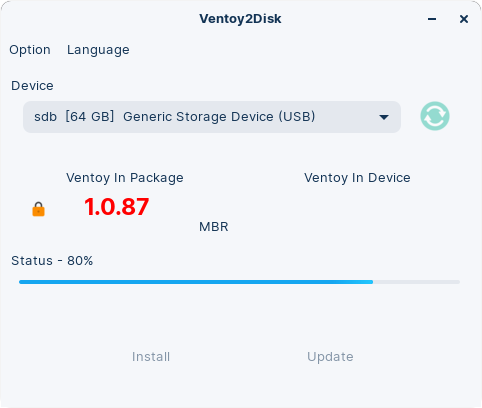 Ventoy2Disk
Option Language
Device
sdb [64 GB] Generic Storage Device (USB)
Ventoy In Package Ventoy In Device
1.0.87
MBR
Status - 80%
Install Update